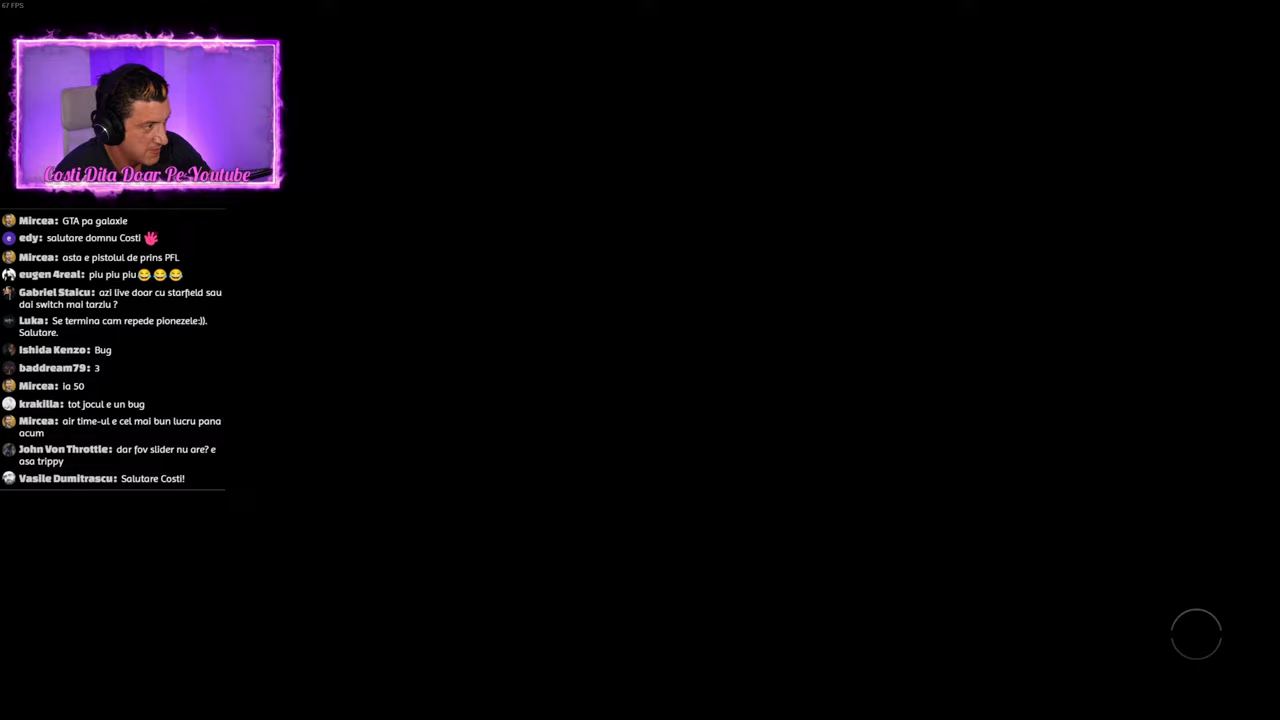 67 FPS
Costi Dita Doar Pe Youtube
Mircea: GTA pa galaxie
e edy: salutare domnu Costi
Mircea: asta e pistolul de prins PFL
eugen 4real: piu piu piu😂😂😂
Gabriel Staicu: azi live doar cu starfield sau
dai switch mai tarziu ?
Luka: Se termina cam repede pionezele:)).
Salutare.
Ishida Kenzo: Bug
baddream79: 3
Mircea: ia 50
krakilla: tot jocul e un bug
Mircea: air time-ul e cel mai bun lucru pana
acum
John Von Throttle: dar fov slider nu are? e
asa trippy
Vasile Dumitrascu: Salutare Costi!